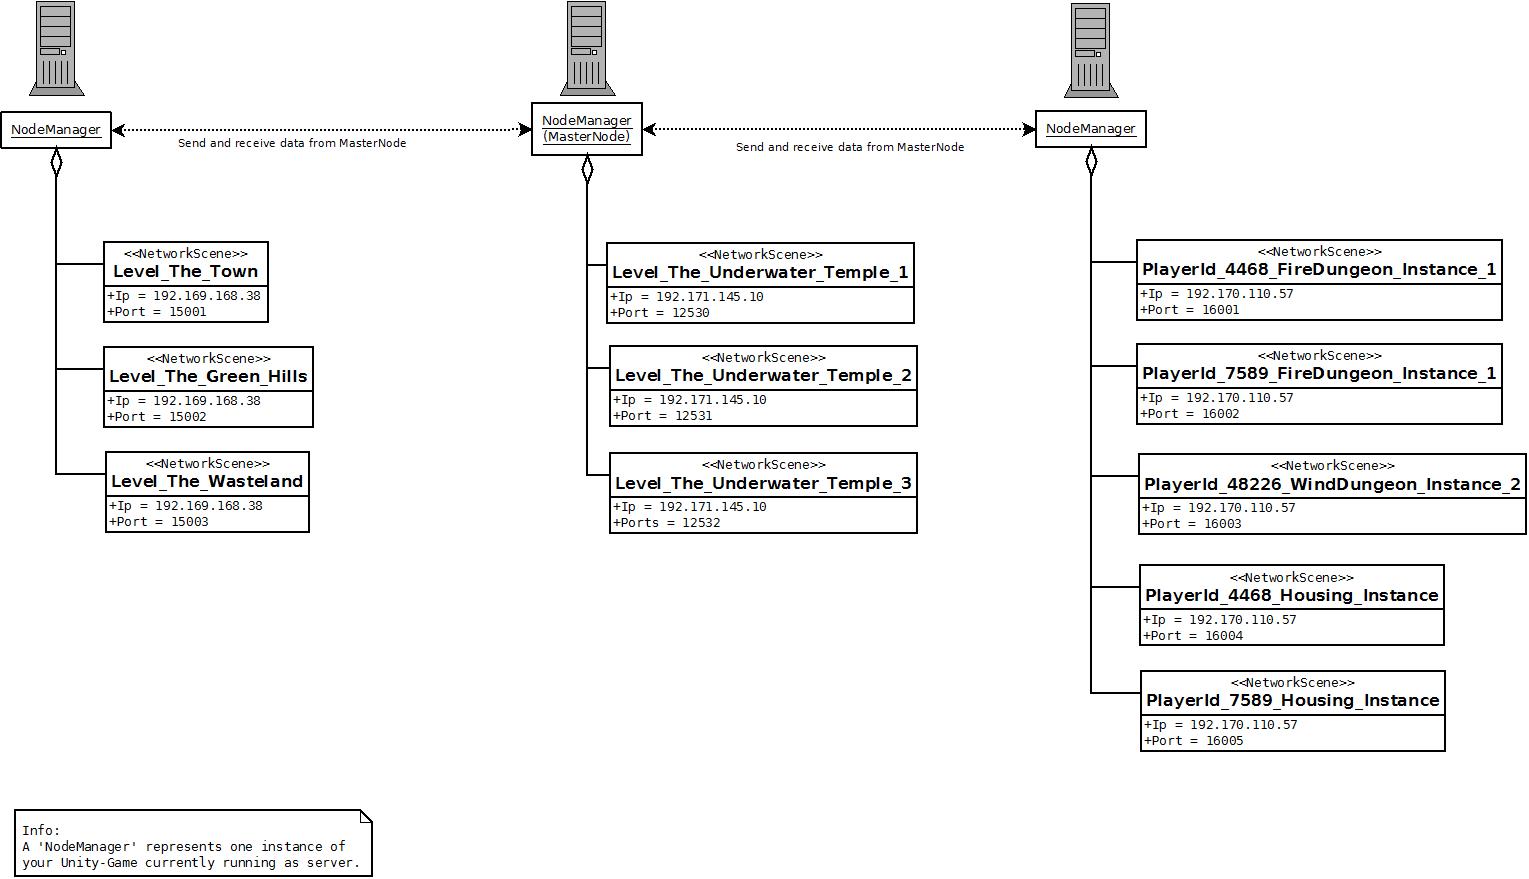 NodeManager
Send and receive data from MasterNode
NodeManager
(MasterNode)
Send and receive data from MasterNode
NodeManager
<<NetworkScene>>
Level_The_Town
+Ip = 192.169.168.38
+Port = 15001
<<NetworkScene>>
Level_The_Green_Hills
+Ip = 192.169.168.38
+Port = 15002
<<NetworkScene>>
Level_The_Wasteland
+Ip = 192.169.168.38
+Port = 15003
<<NetworkScene>>
Level_The_Underwater_Temple_1
+Ip = 192.171.145.10
+Port = 12530
<<NetworkScene>>
Level_The_Underwater_Temple_2
+Ip = 192.171.145.10
+Port = 12531
<<NetworkScene>>
Level_The_Underwater_Temple_3
+Ip = 192.171.145.10
+Ports = 12532
<<NetworkScene>>
PlayerId_4468_FireDungeon_Instance_1
+Ip = 192.170.110.57
+Port = 16001
<<NetworkScene>>
PlayerId_7589_FireDungeon_Instance_1
+Ip = 192.170.110.57
+Port = 16002
<<NetworkScene>>
PlayerId_48226_WindDungeon_Instance_2
+Ip = 192.170.110.57
+Port = 16003
<<NetworkScene>>
PlayerId_4468_Housing_Instance
+Ip = 192.170.110.57
+Port = 16004
<<NetworkScene>>
PlayerId_7589_Housing_Instance
+Ip = 192.170.110.57
+Port = 16005
Info:
A 'NodeManager' represents one instance of
your Unity-Game currently running as server.